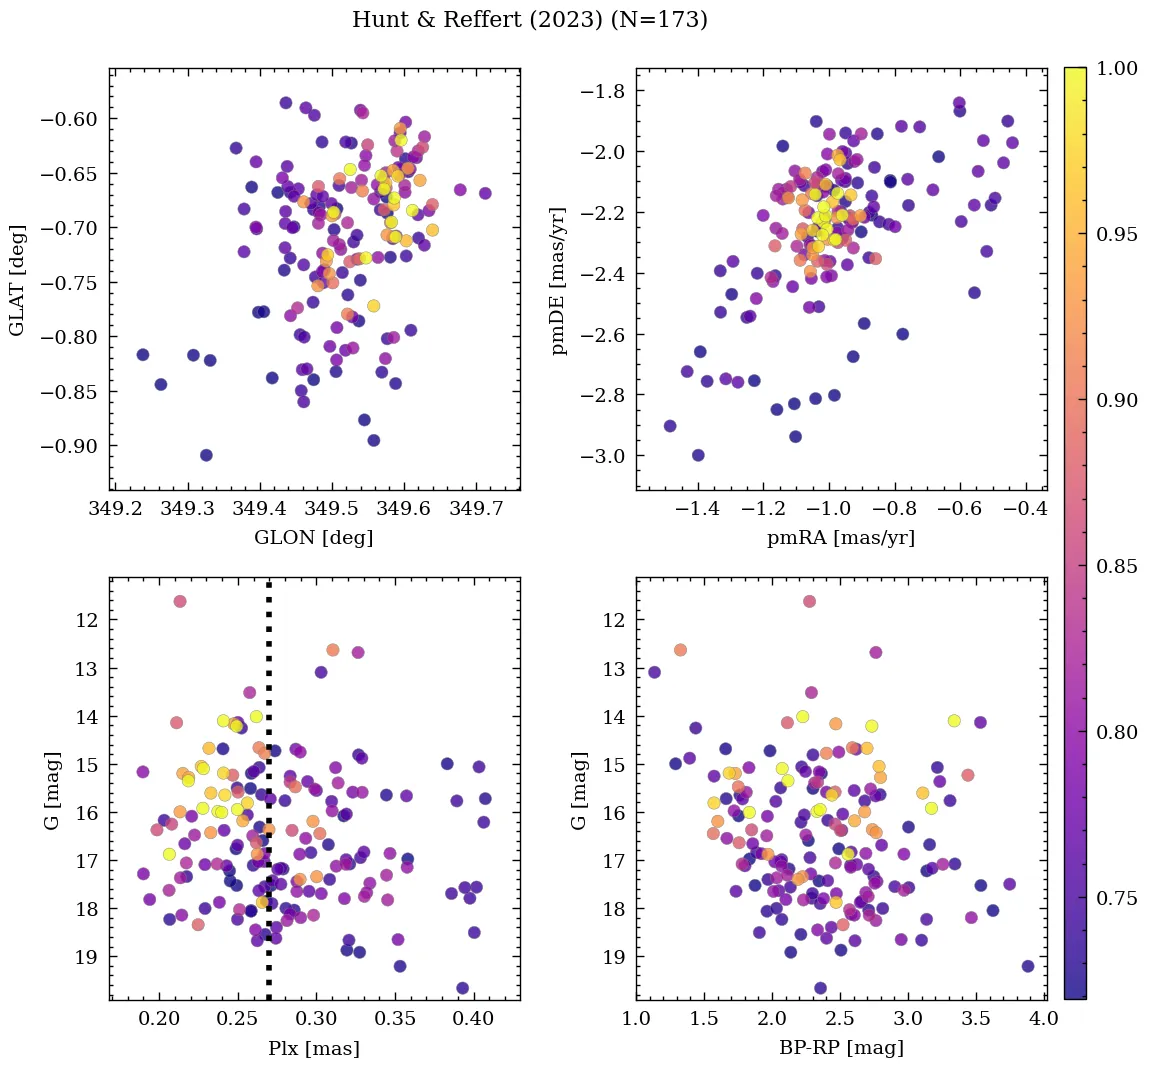 Hunt & Reffert (2023) (N=173)
−0.60
−0.65
−0.70
−0.75
−0.80
−0.85
−0.90
GLAT [deg]
349.2 349.3 349.4 349.5 349.6 349.7
GLON [deg]
−1.8
−2.0
−2.2
−2.4
−2.6
−2.8
−3.0
pmDE [mas/yr]
−1.4 −1.2 −1.0 −0.8 −0.6 −0.4
pmRA [mas/yr]
12
13
14
15
16
17
18
19
G [mag]
0.20 0.25 0.30 0.35 0.40
Plx [mas]
12
13
14
15
16
17
18
19
G [mag]
1.0 1.5 2.0 2.5 3.0 3.5 4.0
BP-RP [mag]
1.00
0.95
0.90
0.85
0.80
0.75